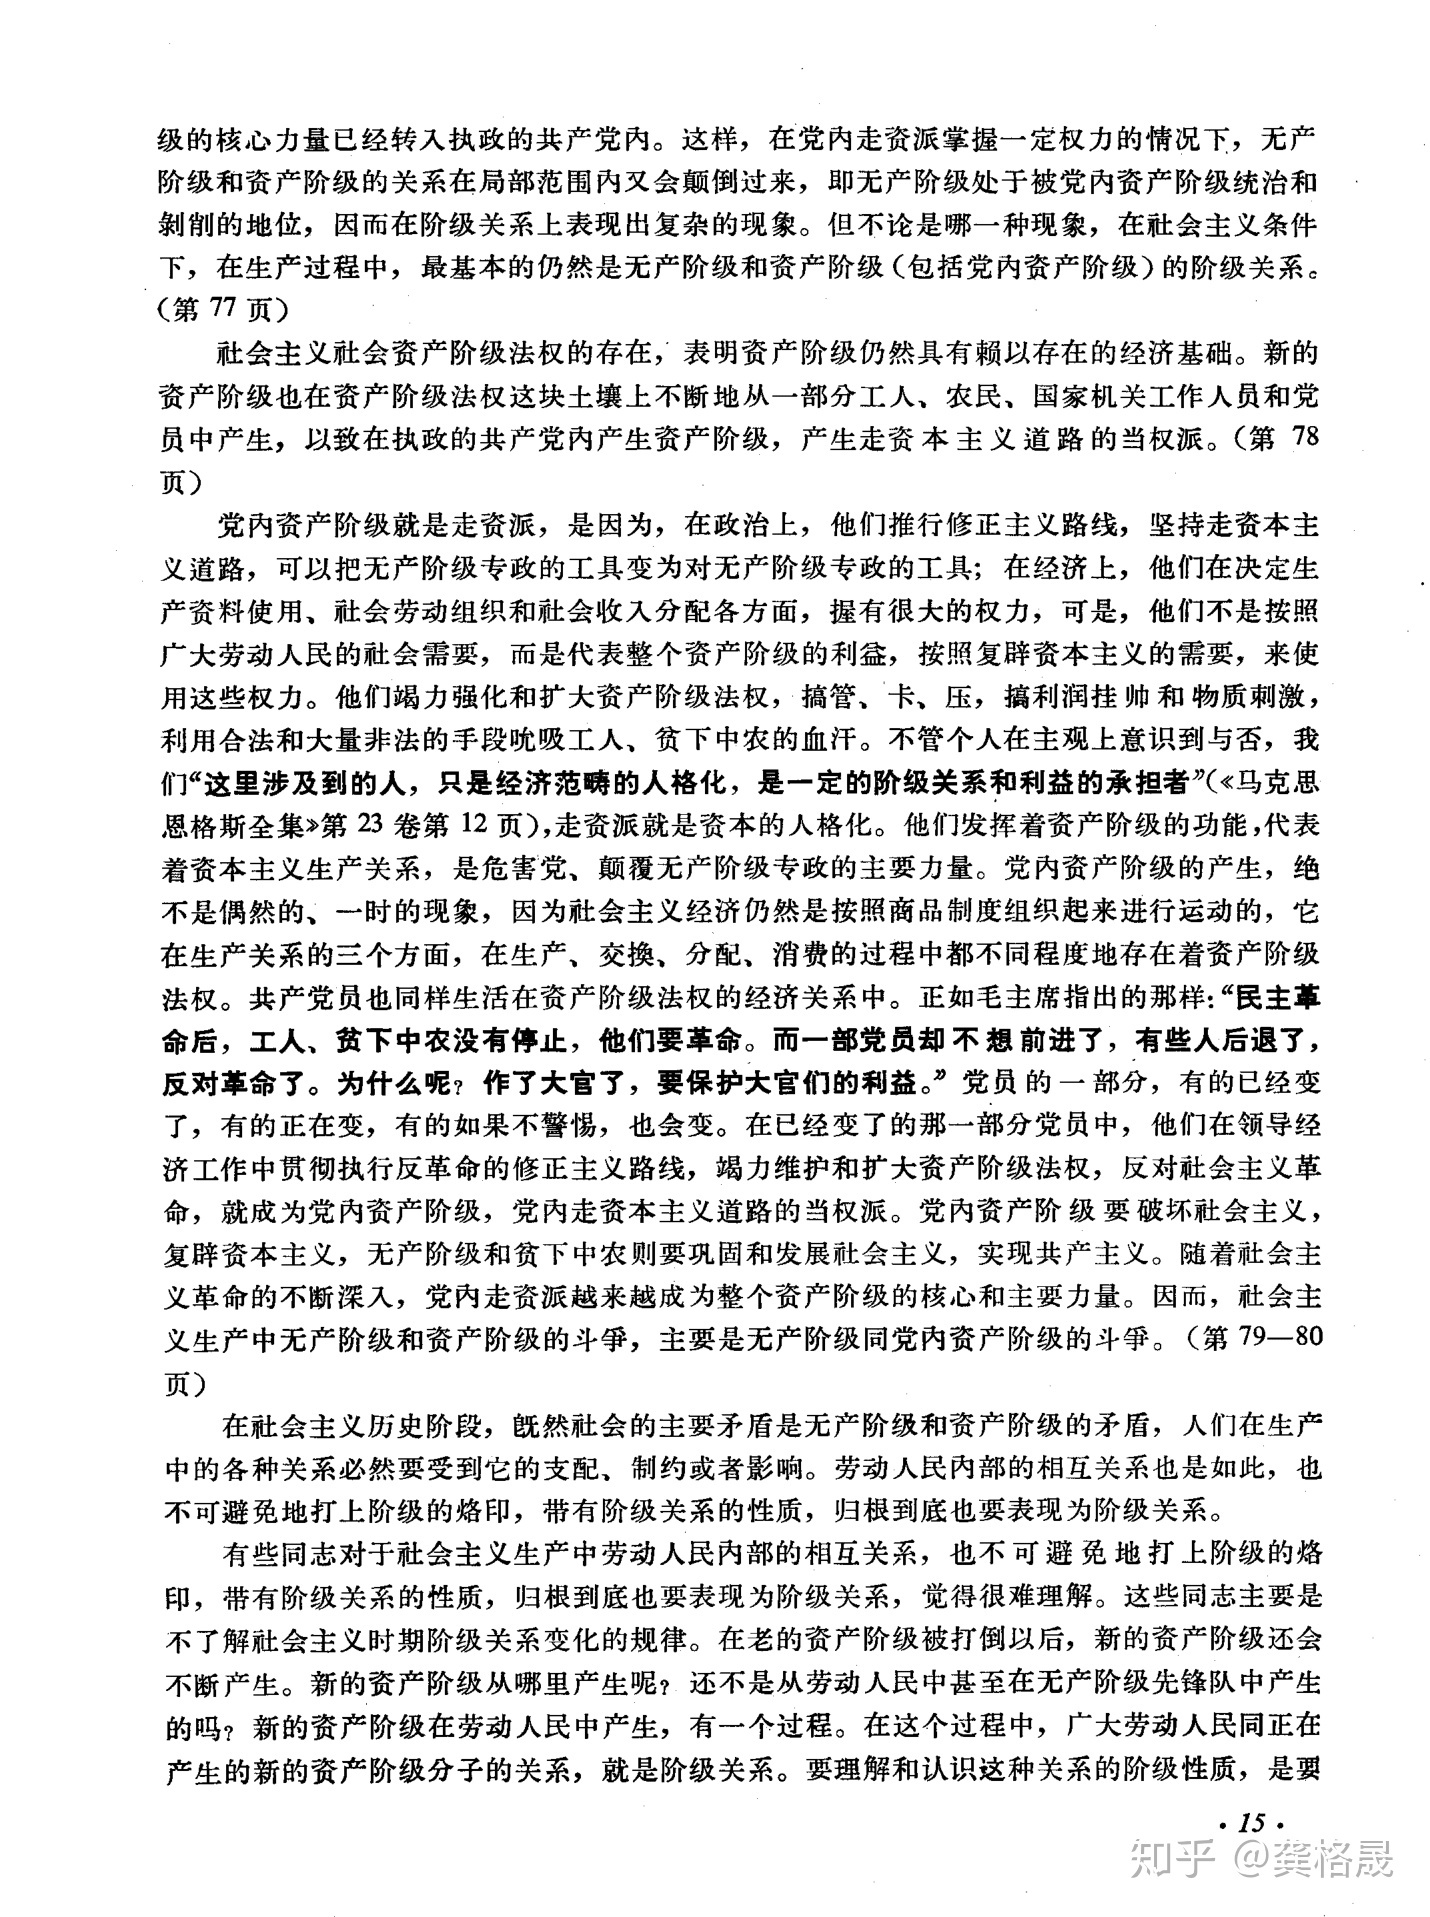 级的核心力量已经转入执政的共产党内。这样，在党内走资派掌握一定权力的情况下，无产
阶级和资产阶级的关系在局部范围内又会颠倒过来，即无产阶级处于被党内资产阶级统治和
剥削的地位，因而在阶级关系上表现出复杂的现象。但不论是哪一种现象，在社会主义条件
下，在生产过程中，最基本的仍然是无产阶级和资产阶级（包括党内资产阶级）的阶级关系。
（第 77 页）
社会主义社会资产阶级法权的存在，表明资产阶级仍然具有赖以存在的经济基础。新的
资产阶级也在资产阶级法权这块土壤上不断地从一部分工人、农民、国家机关工作人员和党
员中产生，以致在执政的共产党内产生资产阶级，产生走资本主义道路的当权派。（第 78
页）
党内资产阶级就是走资派，是因为，在政治上，他们推行修正主义路线，坚持走资本主
义道路，可以把无产阶级专政的工具变为对无产阶级专政的工具；在经济上，他们在决定生
产资料使用、社会劳动组织和社会收入分配各方面，握有很大的权力，可是，他们不是按照
广大劳动人民的社会需要，而是代表整个资产阶级的利益，按照复辟资本主义的需要，来使
用这些权力。他们竭力强化和扩大资产阶级法权，搞管、卡、压，搞利润挂帅和物质刺激，
利用合法和大量非法的手段吮吸工人、贫下中农的血汗。不管个人在主观上意识到与否，我
们“这里涉及到的人，只是经济范畴的人格化，是一定的阶级关系和利益的承担者”（《马克思
恩格斯全集》第 23 卷第 12 页），走资派就是资本的人格化。他们发挥着资产阶级的功能，代表
着资本主义生产关系，是危害党、颠覆无产阶级专政的主要力量。党内资产阶级的产生，绝
不是偶然的、一时的现象，因为社会主义经济仍然是按照商品制度组织起来进行运动的，它
在生产关系的三个方面，在生产、交换、分配、消费的过程中都不同程度地存在着资产阶级
法权。共产党员也同样生活在资产阶级法权的经济关系中。正如毛主席指出的那样：“民主革
命后，工人、贫下中农没有停止，他们要革命。而一部党员却不想前进了，有些人后退了，
反对革命了。为什么呢？作了大官了，要保护大官们的利益。”党员的一部分，有的已经变
了，有的正在变，有的如果不警惕，也会变。在已经变了的那一部分党员中，他们在领导经
济工作中贯彻执行反革命的修正主义路线，竭力维护和扩大资产阶级法权，反对社会主义革
命，就成为党内资产阶级，党内走资本主义道路的当权派。党内资产阶级要破坏社会主义，
复辟资本主义，无产阶级和贫下中农则要巩固和发展社会主义，实现共产主义。随着社会主
义革命的不断深入，党内走资派越来越成为整个资产阶级的核心和主要力量。因而，社会主
义生产中无产阶级和资产阶级的斗争，主要是无产阶级同党内资产阶级的斗争。（第 79—80
页）
在社会主义历史阶段，既然社会的主要矛盾是无产阶级和资产阶级的矛盾，人们在生产
中的各种关系必然要受到它的支配、制约或者影响。劳动人民内部的相互关系也是如此，也
不可避免地打上阶级的烙印，带有阶级关系的性质，归根到底也要表现为阶级关系。
有些同志对于社会主义生产中劳动人民内部的相互关系，也不可避免地打上阶级的烙
印，带有阶级关系的性质，归根到底也要表现为阶级关系，觉得很难理解。这些同志主要是
不了解社会主义时期阶级关系变化的规律。在老的资产阶级被打倒以后，新的资产阶级还会
不断产生。新的资产阶级从哪里产生呢？还不是从劳动人民中甚至在无产阶级先锋队中产生
的吗？新的资产阶级在劳动人民中产生，有一个过程。在这个过程中，广大劳动人民同正在
产生的新的资产阶级分子的关系，就是阶级关系。要理解和认识这种关系的阶级性质，是要
· 15 ·
知乎 @龚格晟